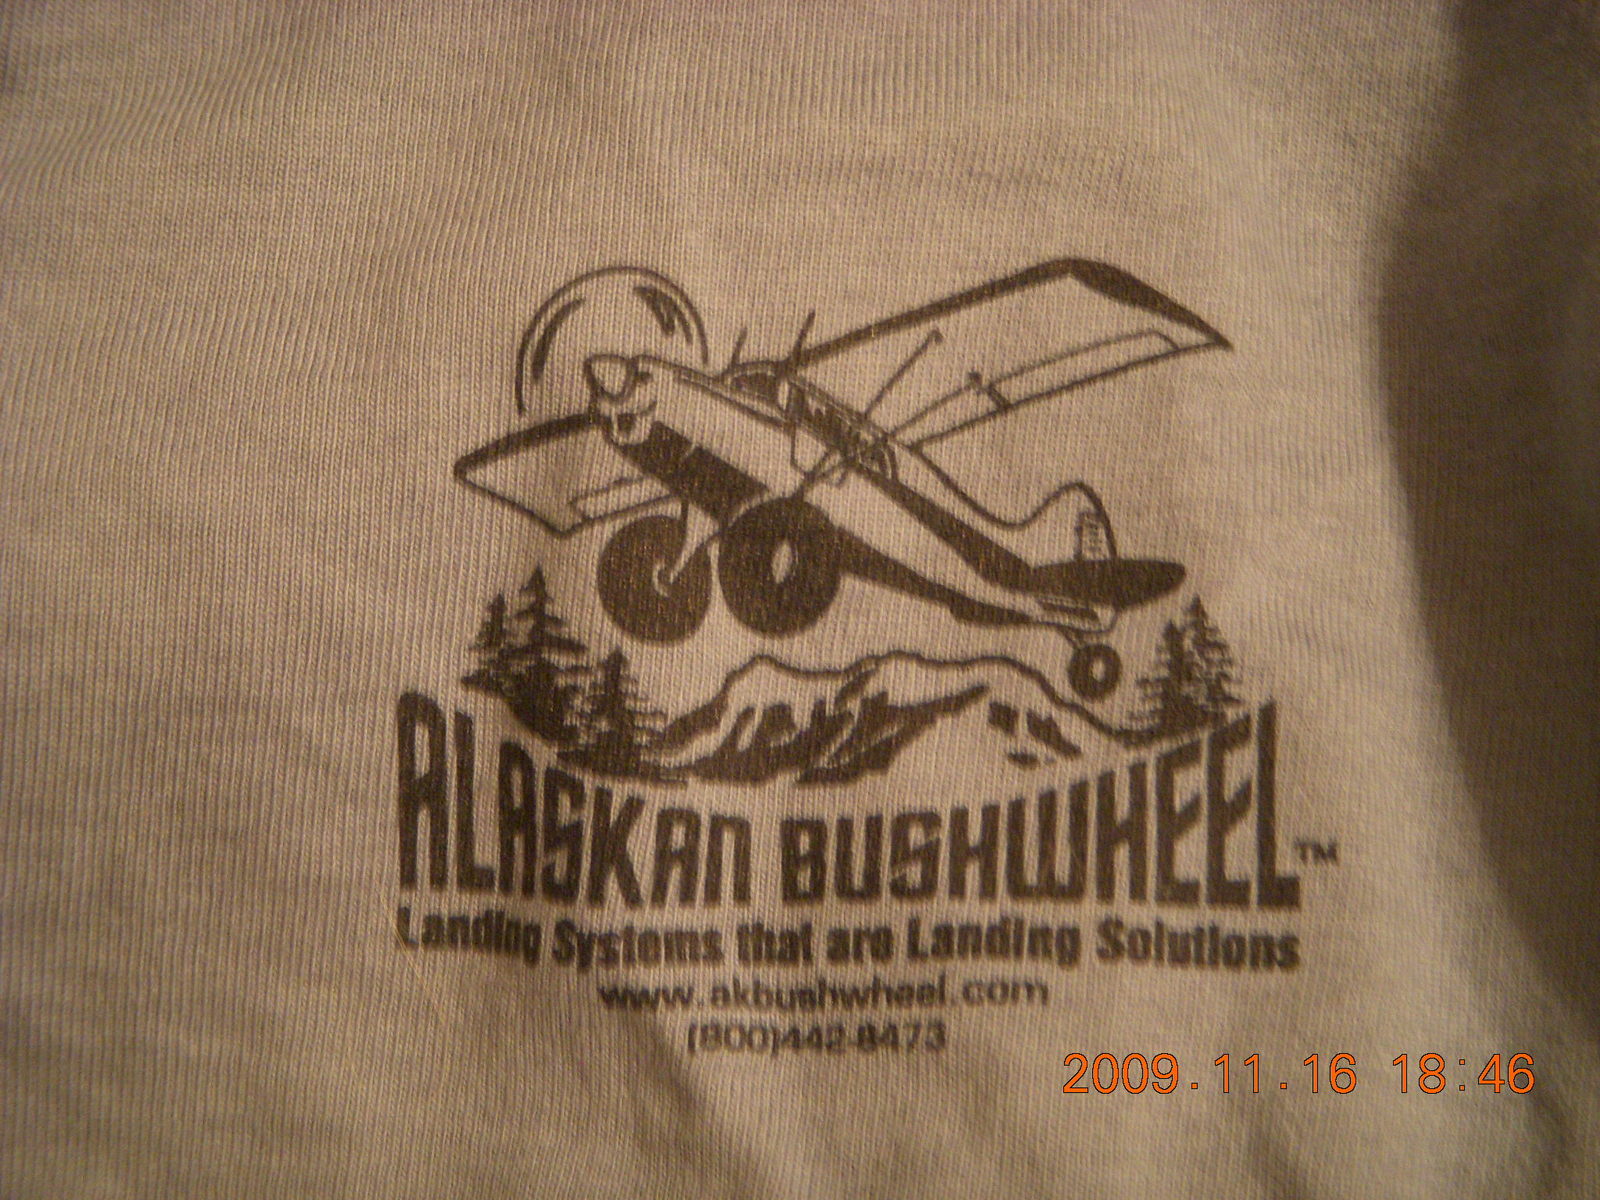 ALASKAN BUSHWHEEL™
Landing Systems that are Landing Solutions
www.akbushwheel.com
(800)442-8473
2009.11.16 18:46